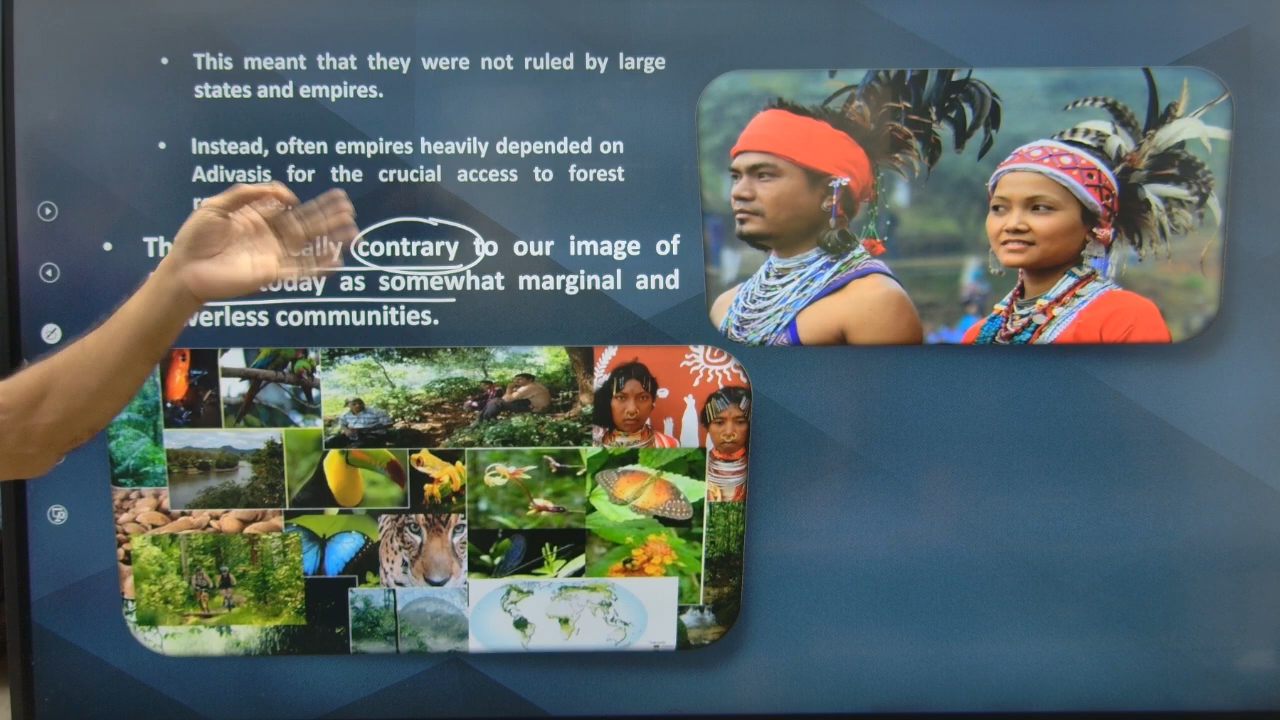 • This meant that they were not ruled by large
states and empires.
• Instead, often empires heavily depended on
Adivasis for the crucial access to forest
• contrary to our image of
today as somewhat marginal and
communities.